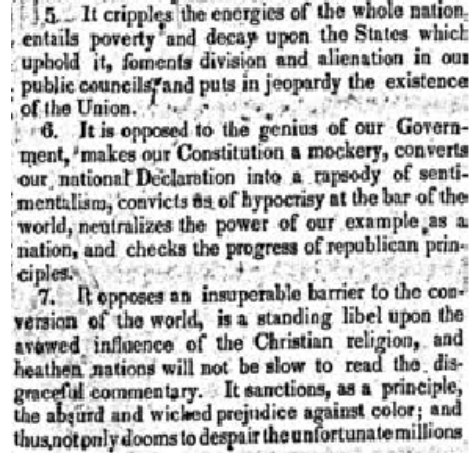 5. It cripples the energies of the whole nation
entails poverty and decay upon the States which
uphold it, foments division and alienation in our
public councils, and puts in jeopardy the existence
of the Union.
6. It is opposed to the genius of our Govern-
ment, makes our Constitution a mockery, converts
our national Declaration into a rapsody of senti-
mentalism, convicts us of hypocrisy at the bar of the
world, neutralizes the power of our example as a
nation, and checks the progress of republican prin-
ciples.
7. It opposes an insuperable barrier to the con-
version of the world, is a standing libel upon the
avowed influence of the Christian religion, and
heathen nations will not be slow to read the dis-
graceful commentary. It sanctions, as a principle,
the absurd and wicked prejudice against color; and
thus, not only dooms to despair the unfortunate millions